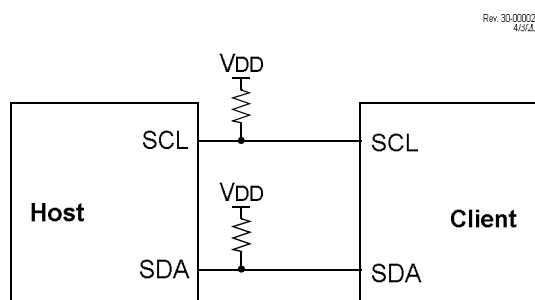 Rev. 30-00002
VDD
SCL
SCL
VDD
Host
Client
SDA
SDA